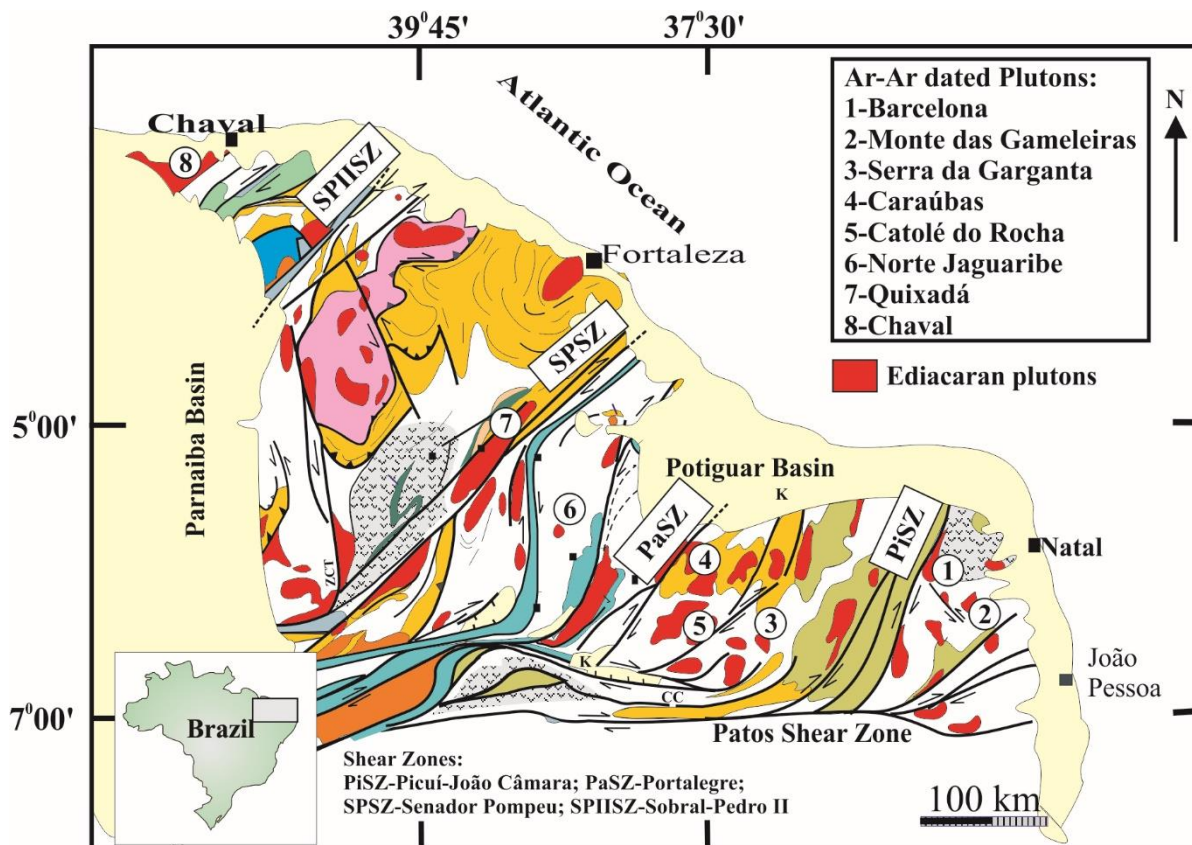 39⁰45'
37⁰30'
Atlantic Ocean
Ar-Ar dated Plutons:
1-Barcelona
2-Monte das Gameleiras
3-Serra da Garganta
4-Caraúbas
5-Catolé do Rocha
6-Norte Jaguaribe
7-Quixadá
8-Chaval
N
Ediacaran plutons
Chaval
8
SPIISZ
Fortaleza
SPSZ
5⁰00'
7
Parnaiba Basin
Potiguar Basin
K
6
PaSZ
PiSZ
Natal
4
1
ZCT
5
3
2
K
CC
João
Pessoa
7⁰00'
Patos Shear Zone
Brazil
Shear Zones:
PiSZ-Picuí-João Câmara; PaSZ-Portalegre;
SPSZ-Senador Pompeu; SPIISZ-Sobral-Pedro II
100 km